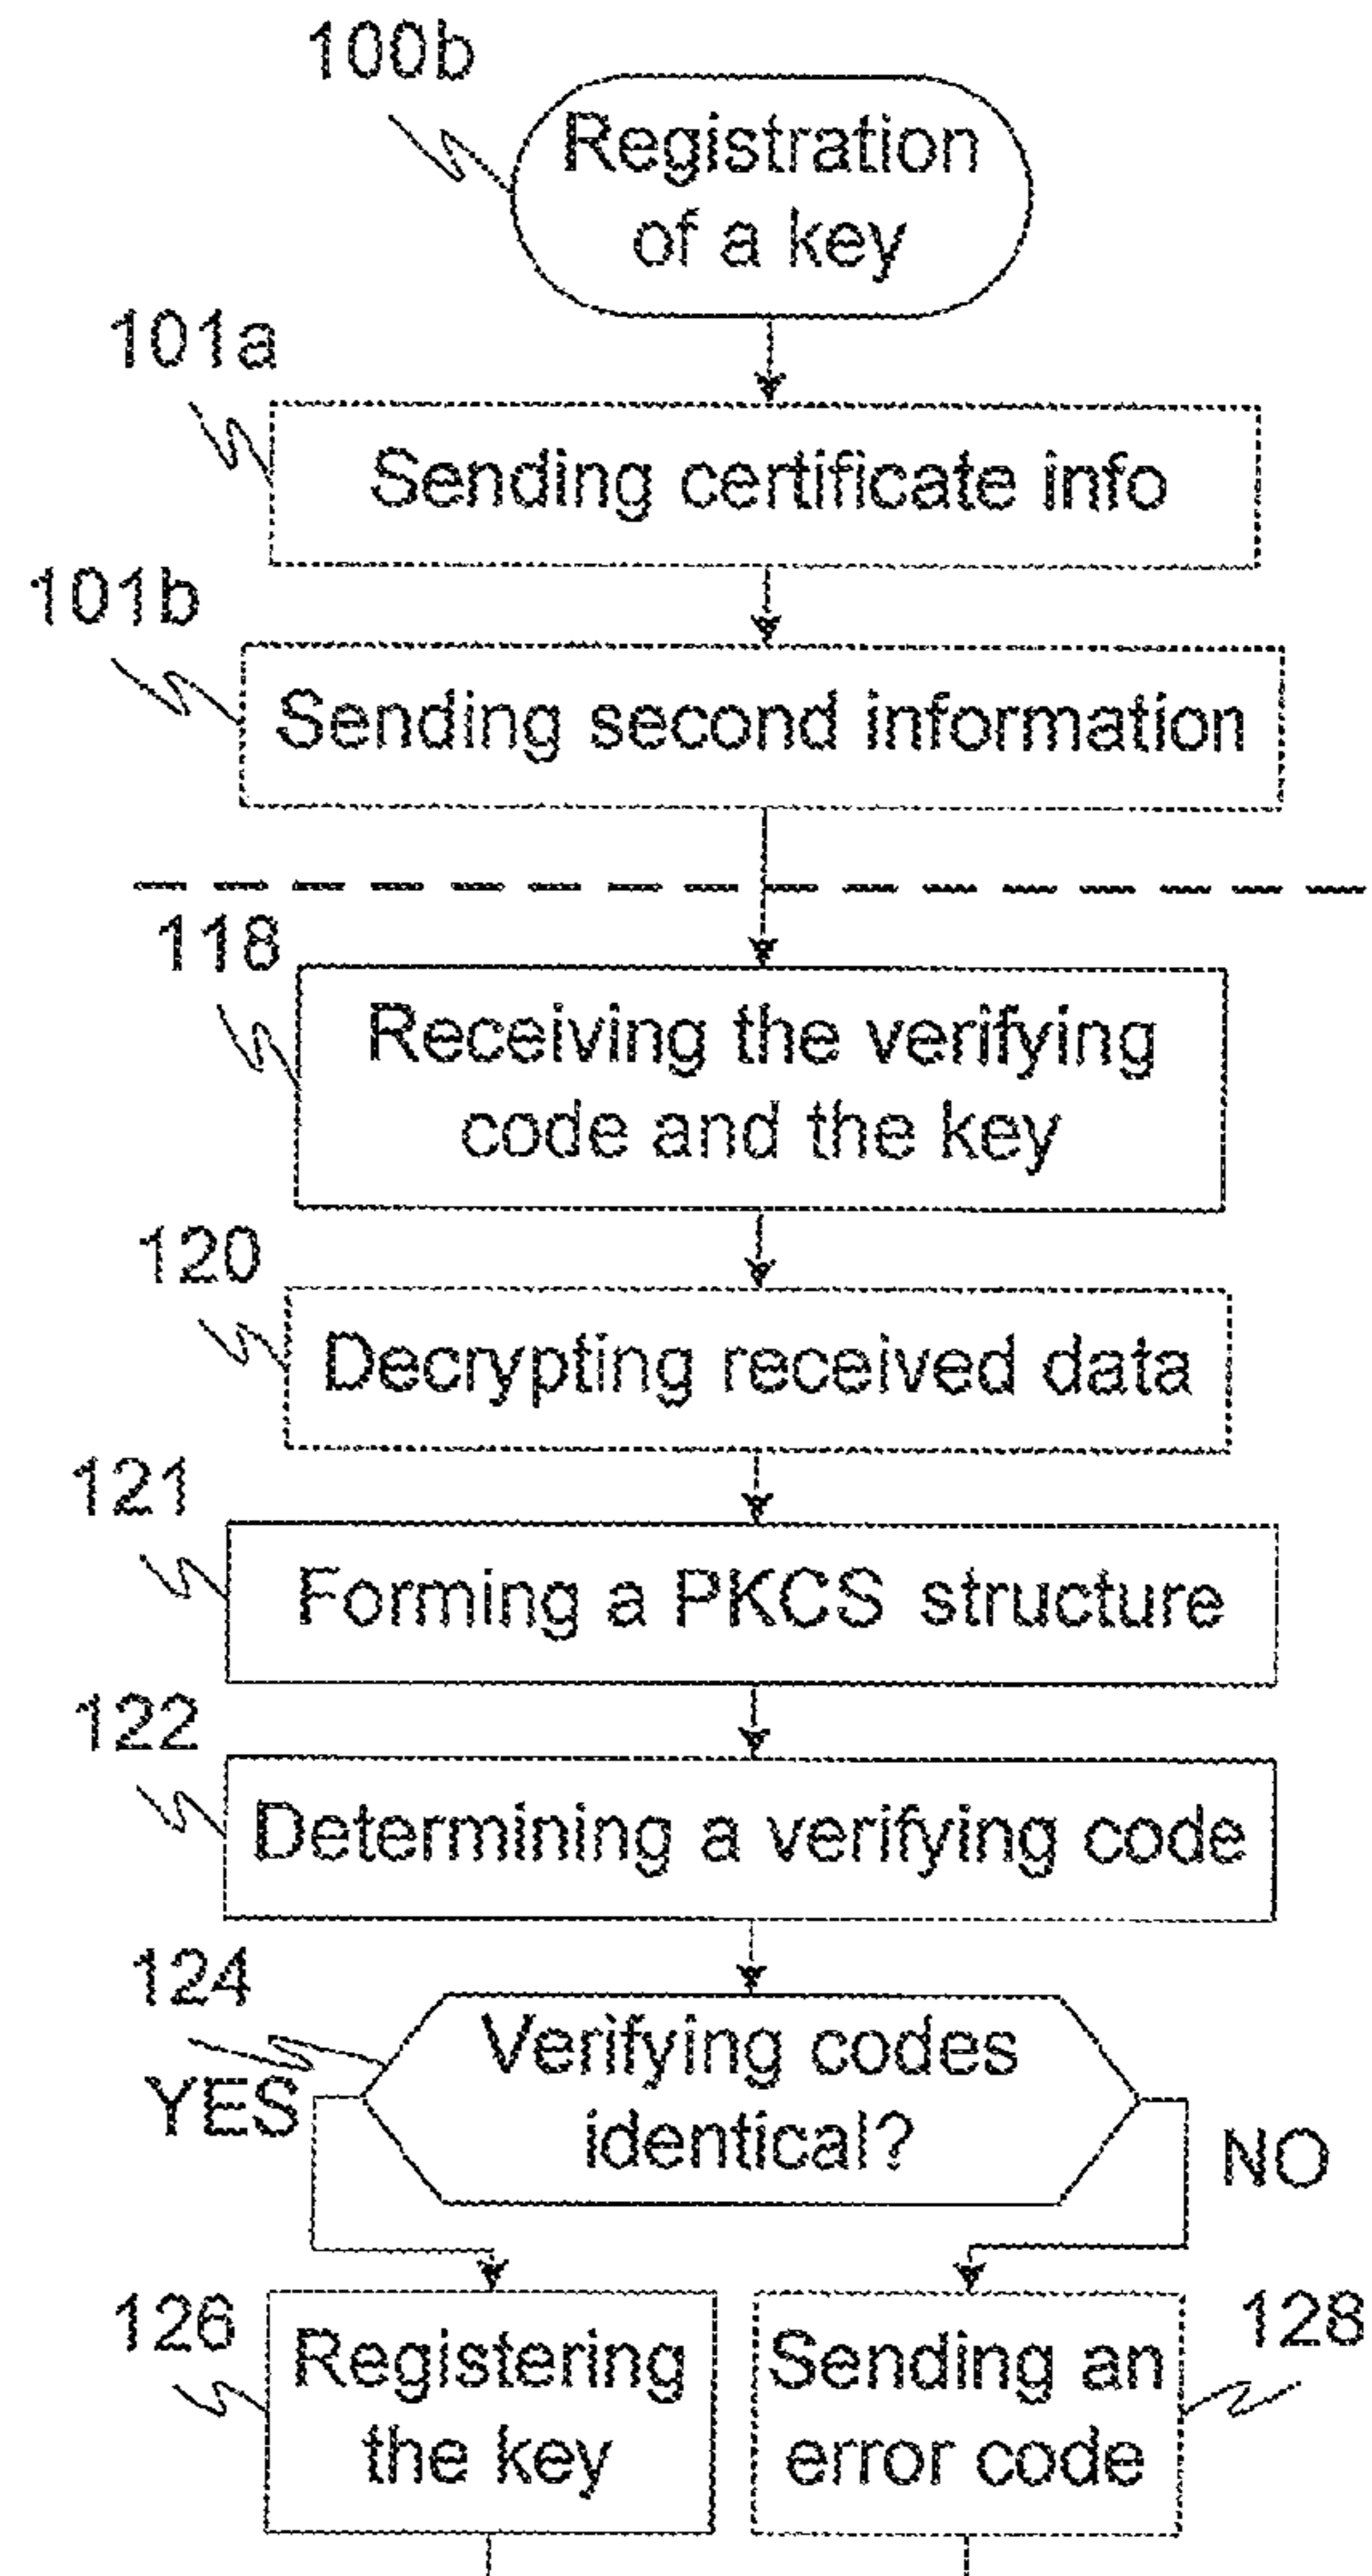 100b
Registration
of a key
101a
Sending certificate info
101b
Sending second information
118
Receiving the verifying
code and the key
120
Decrypting received data
121
Forming a PKCS structure
122
Determining a verifying code
124
Verifying codes
identical?
YES
NO
126
Registering
the key
Sending an
error code
128